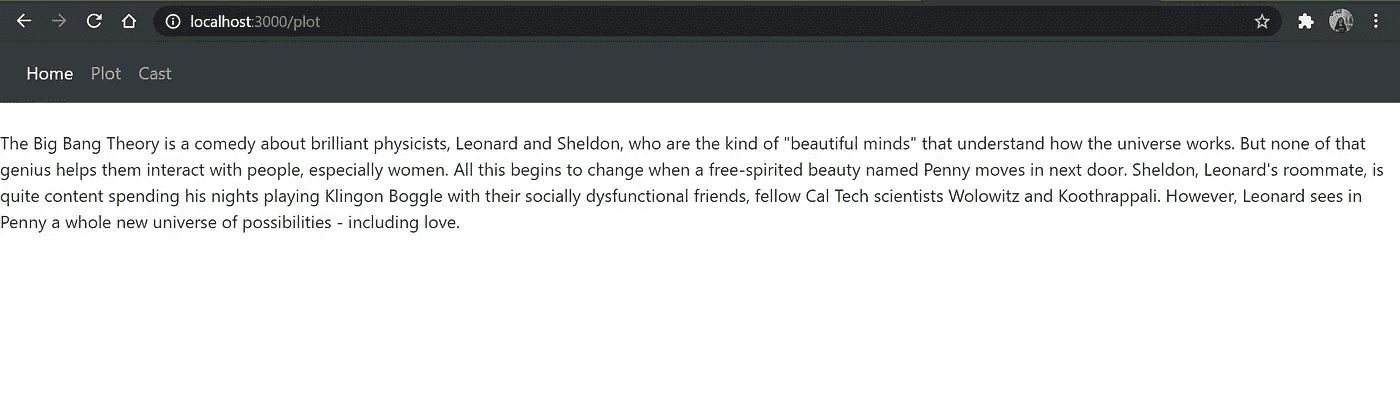 localhost:3000/plot
Home Plot Cast
The Big Bang Theory is a comedy about brilliant physicists, Leonard and Sheldon, who are the kind of "beautiful minds" that understand how the universe works. But none of that
genius helps them interact with people, especially women. All this begins to change when a free-spirited beauty named Penny moves in next door. Sheldon, Leonard's roommate, is
quite content spending his nights playing Klingon Boggle with their socially dysfunctional friends, fellow Cal Tech scientists Wolowitz and Koothrappali. However, Leonard sees in
Penny a whole new universe of possibilities - including love.